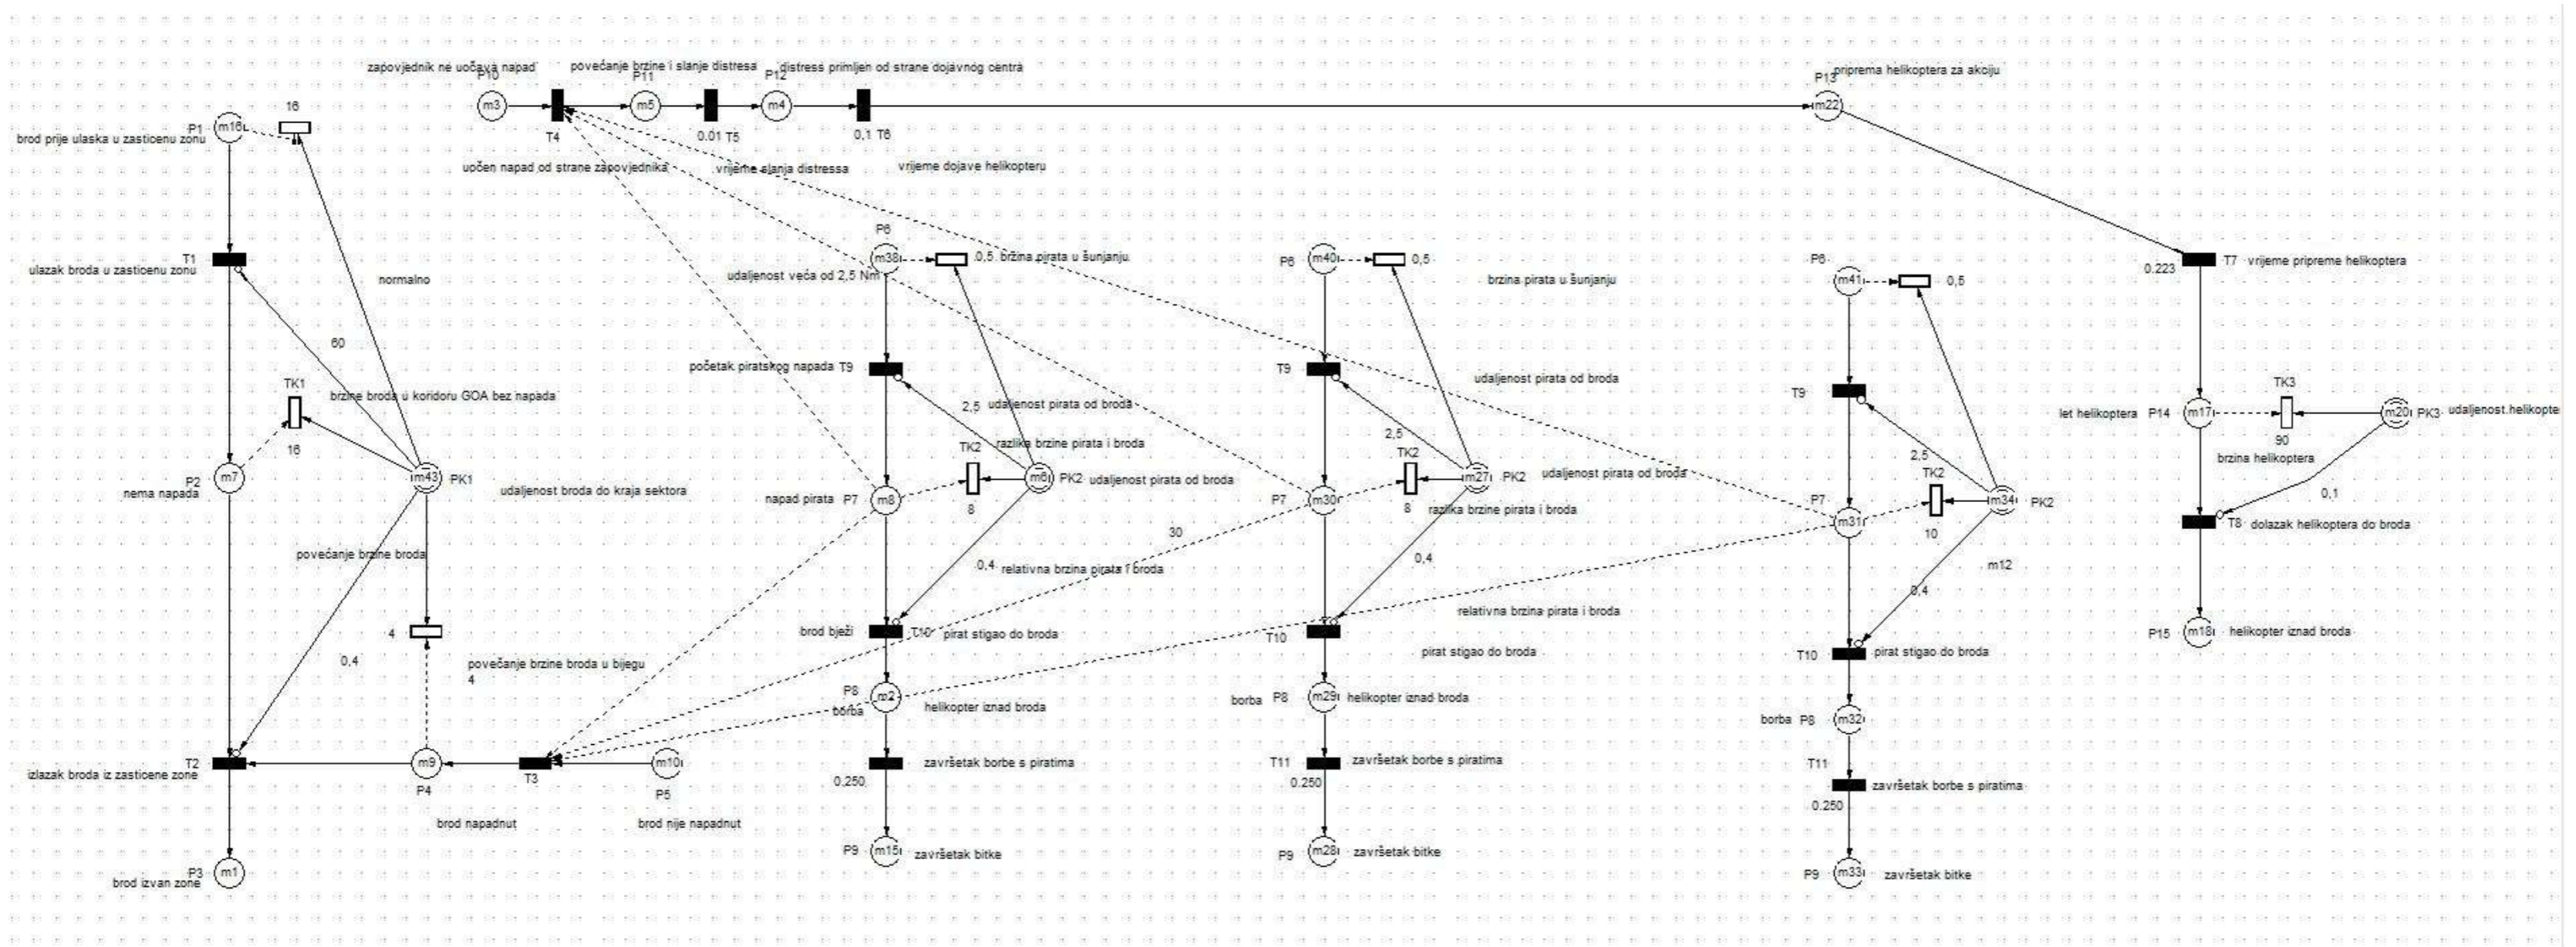 zapovjednik ne uočava napad
povećanje brzine i slanje distresa
distress primljen od strane dojavnog centra
priprema helikoptera za akciju
P10
P11
P12
P13
m3
m5
m4
m22
T4
0.01 T5
0,1 T6
uočen napad od strane zapovjednika
vrijeme slanja distressa
vrijeme dojave helikopteru
16
P1
m16
brod prije ulaska u zasticenu zonu
T1
ulazak broda u zasticenu zonu
normalno
60
TK1
brzine broda u koridoru GOA bez napada
16
P2
m7
nema napada
m43
PK1
udaljenost broda do kraja sektora
povećanje brzine broda
4
0,4
povečanje brzine broda u bijegu
4
T2
izlazak broda iz zasticene zone
m9
P4
T3
m10
P5
brod napadnut
brod nije napadnut
P3
m1
brod izvan zone
P6
m38
0,5 brzina pirata u šunjanju
udaljenost veća od 2,5 Nm
početak piratskog napada T9
2,5 udaljenost pirata od broda
razlika brzine pirata i broda
TK2
napad pirata P7
m8
8
m6
PK2 udaljenost pirata od broda
30
0,4 relativna brzina pirata i broda
brod bježi
T10 pirat stigao do broda
P8
m2
borba
helikopter iznad broda
završetak borbe s piratima
0.250
P9
m15
završetak bitke
P6
m40
0,5
brzina pirata u šunjanju
T9
udaljenost pirata od broda
2,5
TK2
m27
PK2
udaljenost pirata od broda
P7
m30
8
razlika brzine pirata i broda
0,4
relativna brzina pirata i broda
T10
pirat stigao do broda
borba P8
m29
helikopter iznad broda
T11
završetak borbe s piratima
0.250
P9
m28
završetak bitke
P6
m41
0,5
T9
2.5
TK2
P7
m31
m34
PK2
10
m12
0,4
T10
pirat stigao do broda
borba P8
m32
T11
završetak borbe s piratima
0.250
P9
m33
završetak bitke
0.223
T7 vrijeme pripreme helikoptera
TK3
let helikoptera P14
m17
m20
PK3 udaljenost helikopte
90
brzina helikoptera
0,1
T8 dolazak helikoptera do broda
P15
m18
helikopter iznad broda